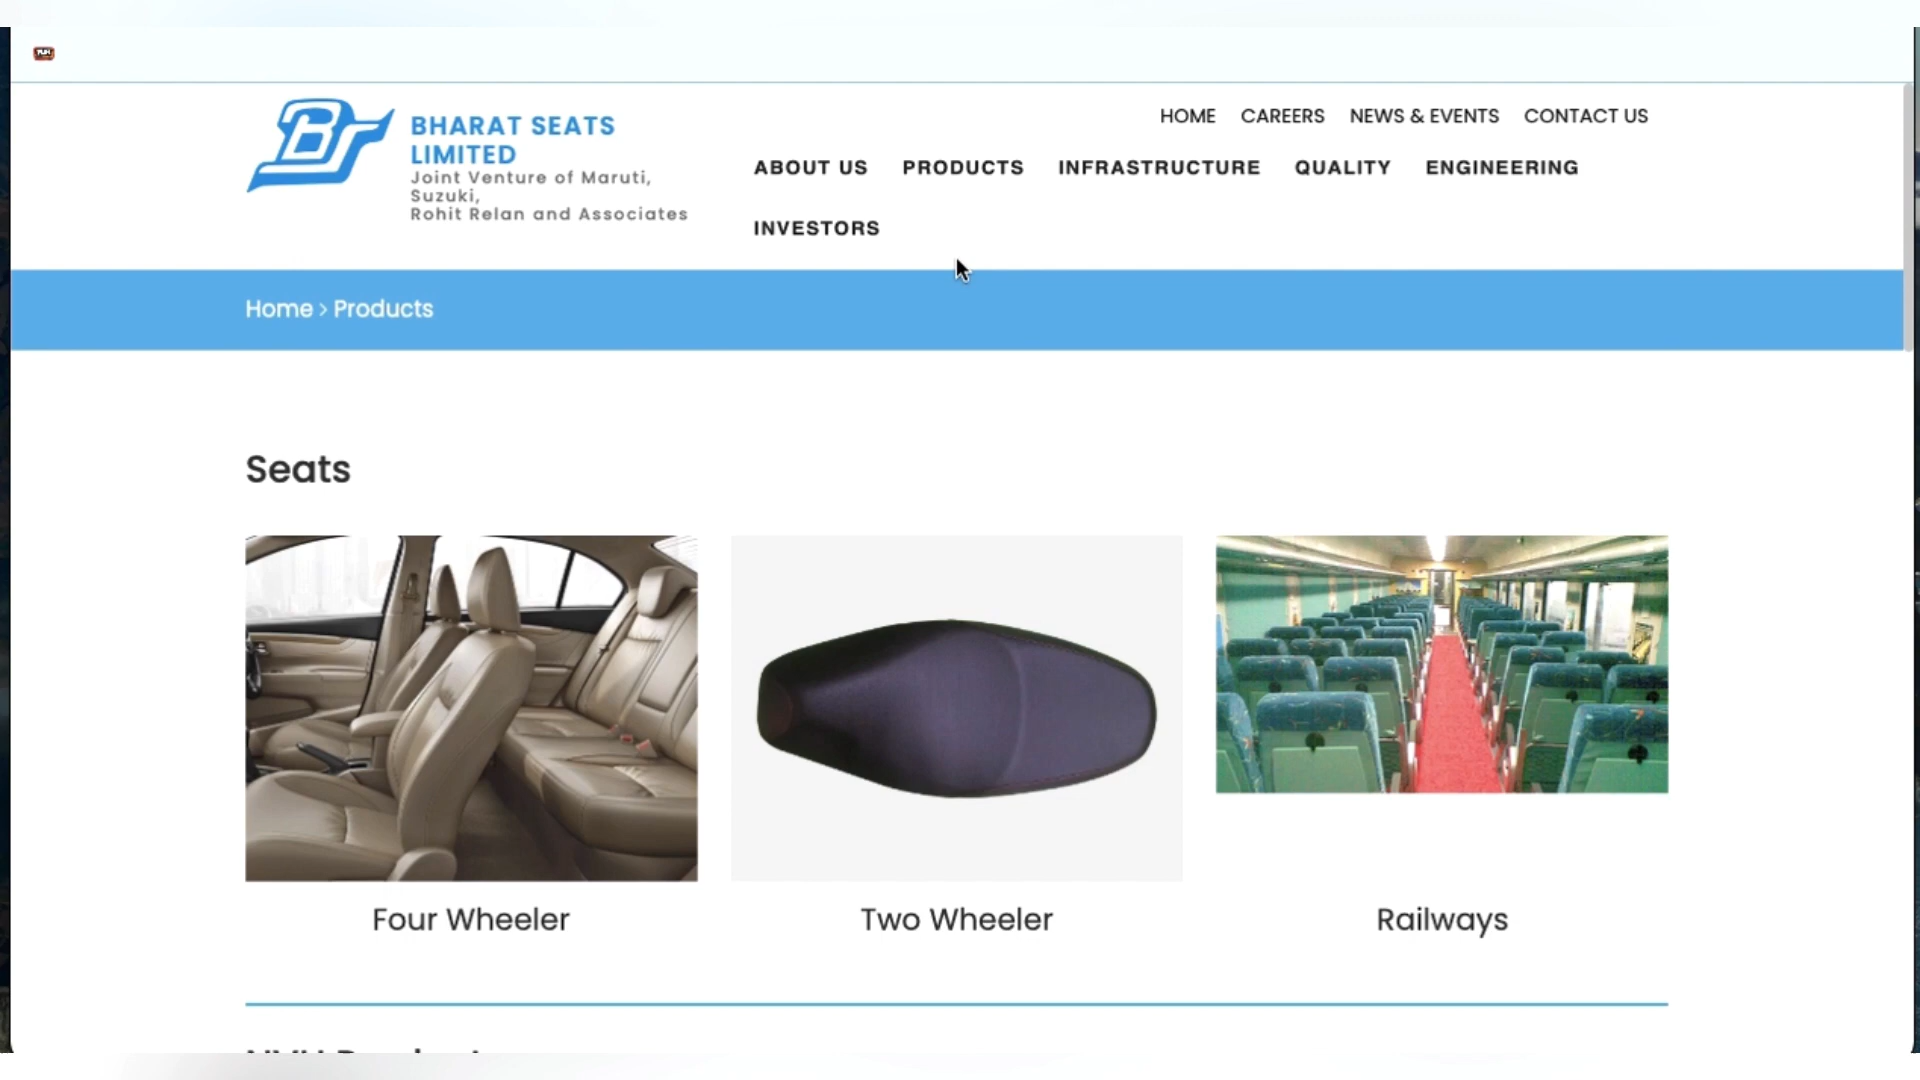 BHARAT SEATS
LIMITED
Joint Venture of Maruti,
Suzuki,
Rohit Relan and Associates
HOME CAREERS NEWS & EVENTS CONTACT US
ABOUT US PRODUCTS INFRASTRUCTURE QUALITY ENGINEERING
INVESTORS
Home > Products
Seats
Four Wheeler
Two Wheeler
Railways